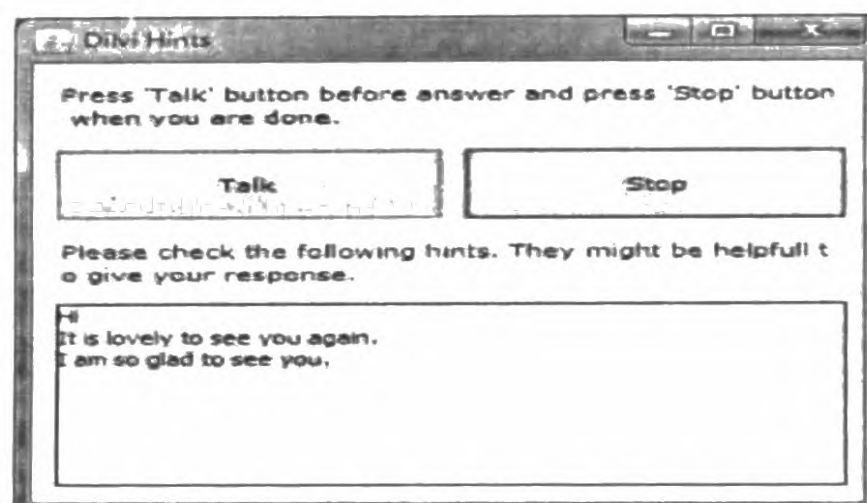 Dilvi Hints
Press 'Talk' button before answer and press 'Stop' button
when you are done.
Talk
Stop
Please check the following hints. They might be helpfull t
o give your response.
Hi
It is lovely to see you again.
I am so glad to see you,